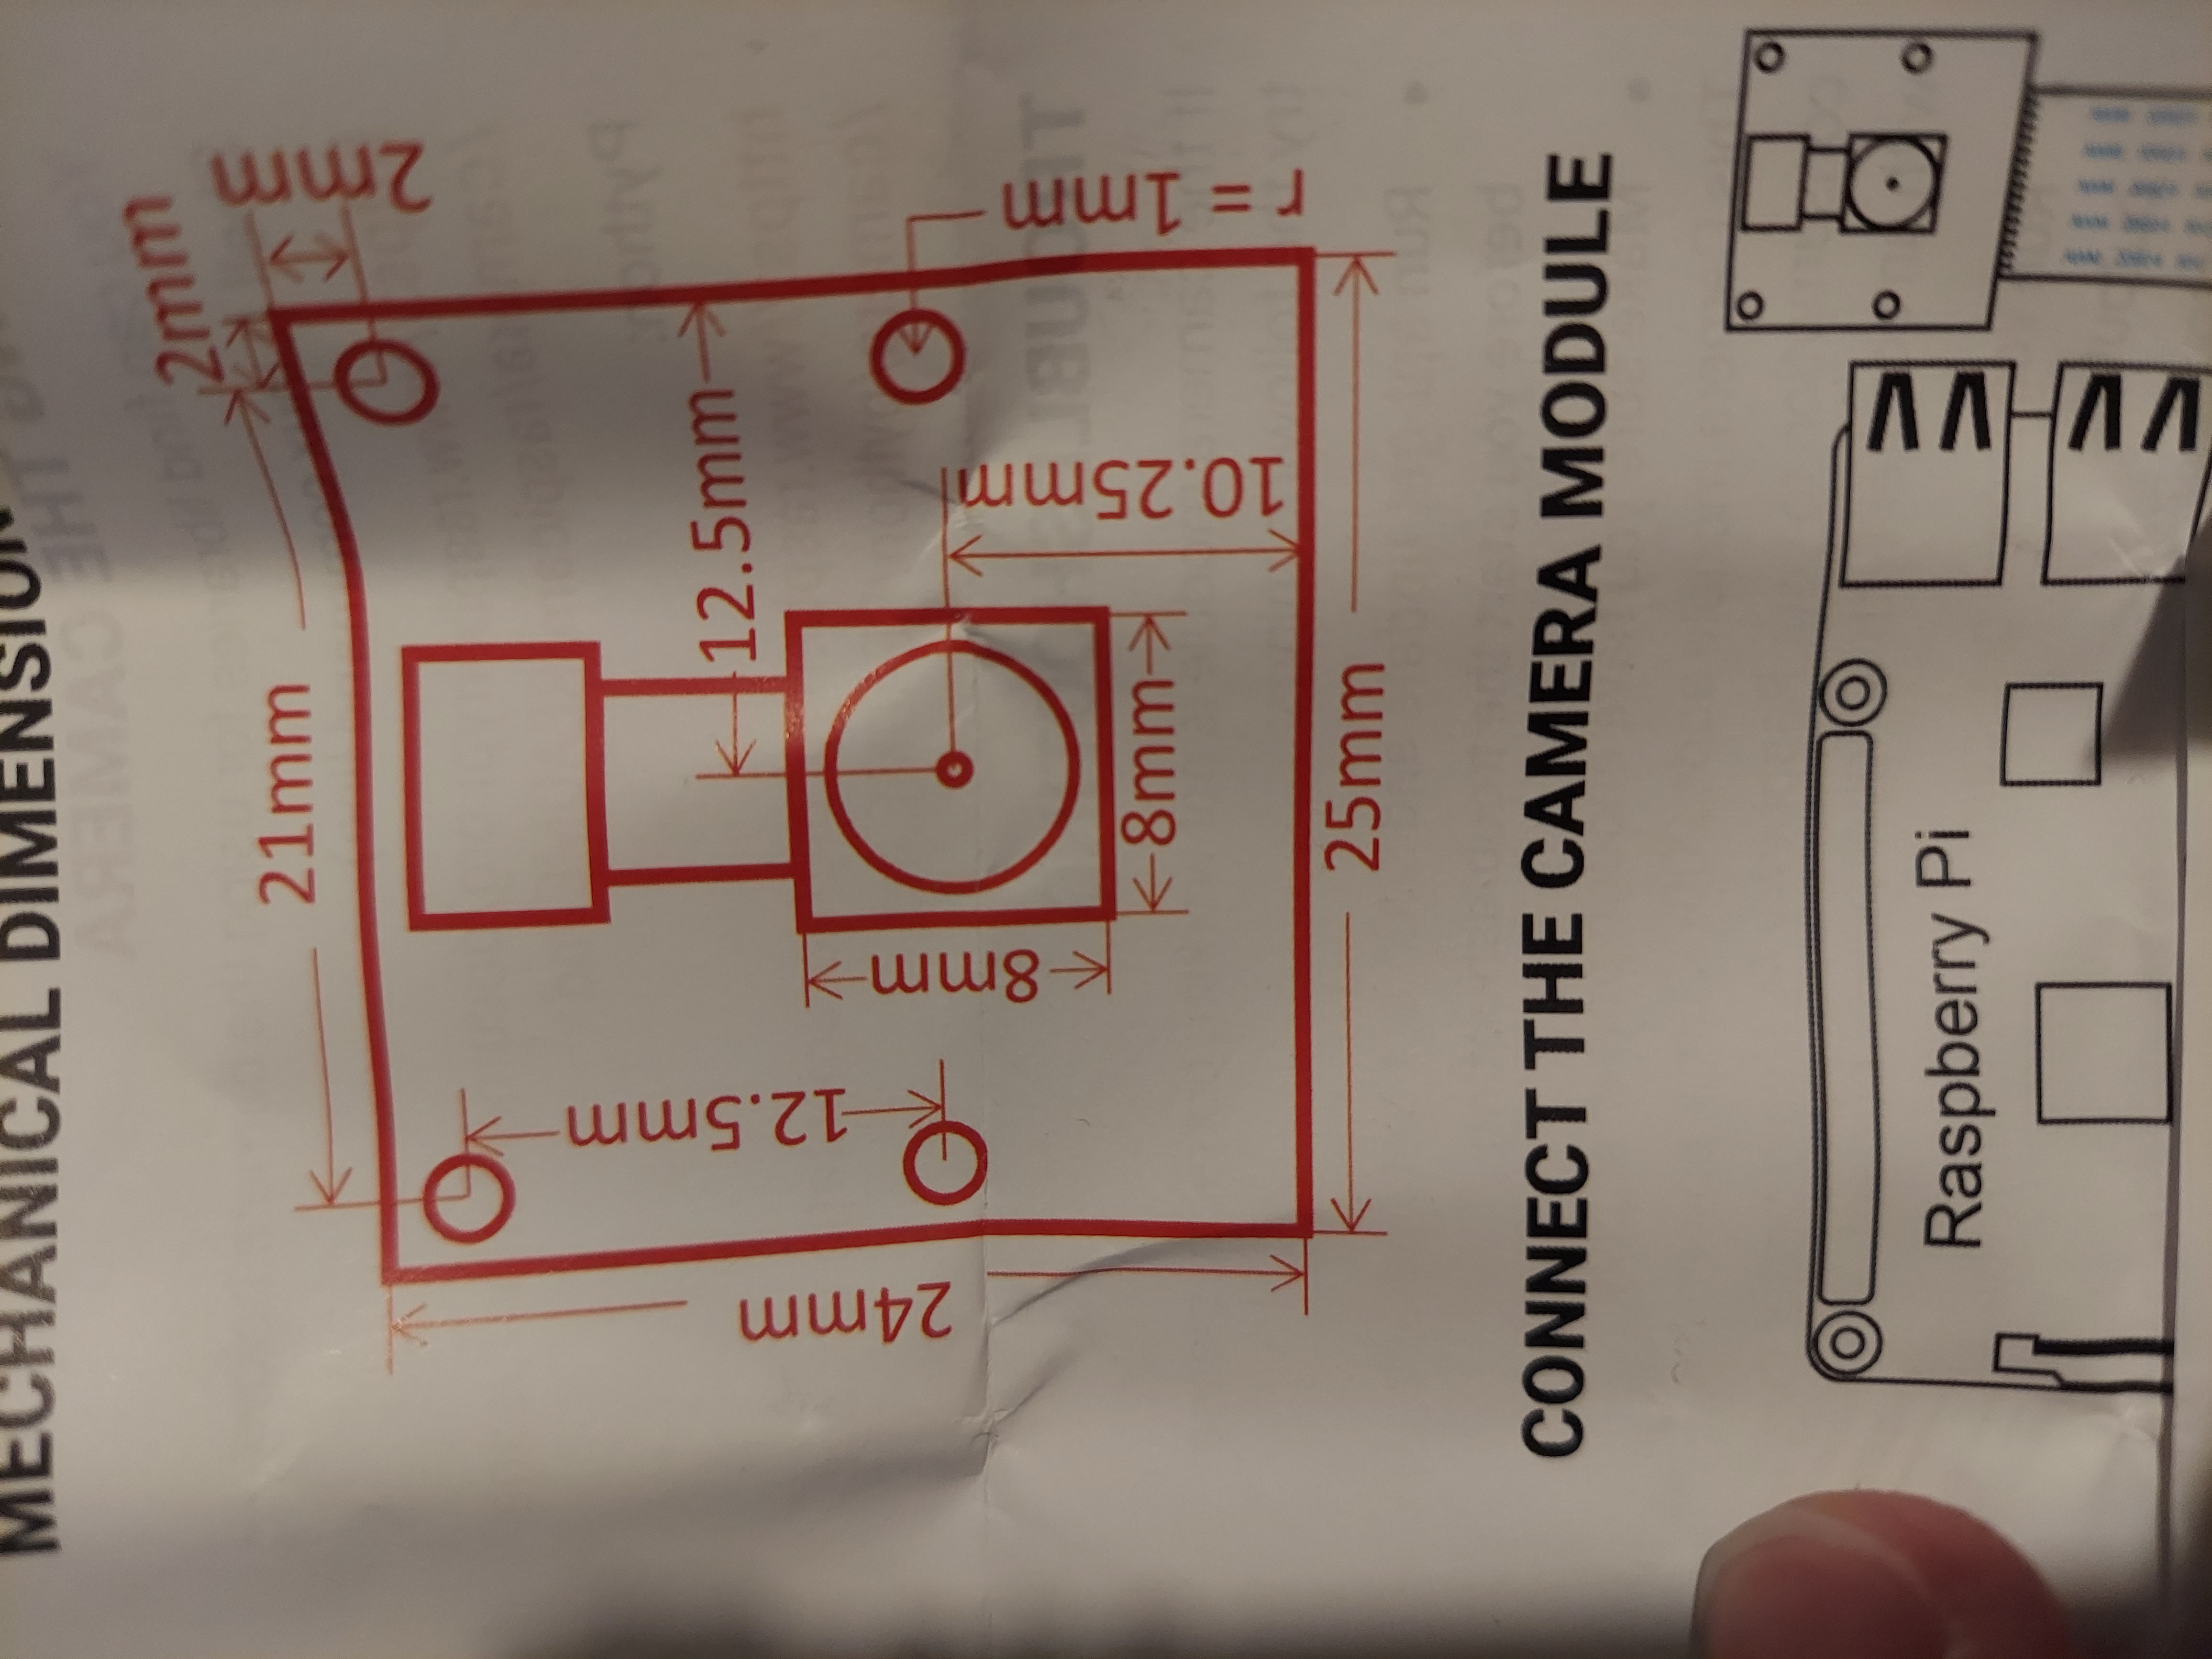 MECHANICAL DIMENSION
2mm
21mm
2mm
12.5mm
12.5mm
24mm
8mm
8mm
10.25mm
r = 1mm
25mm
CONNECT THE CAMERA MODULE
Raspberry Pi